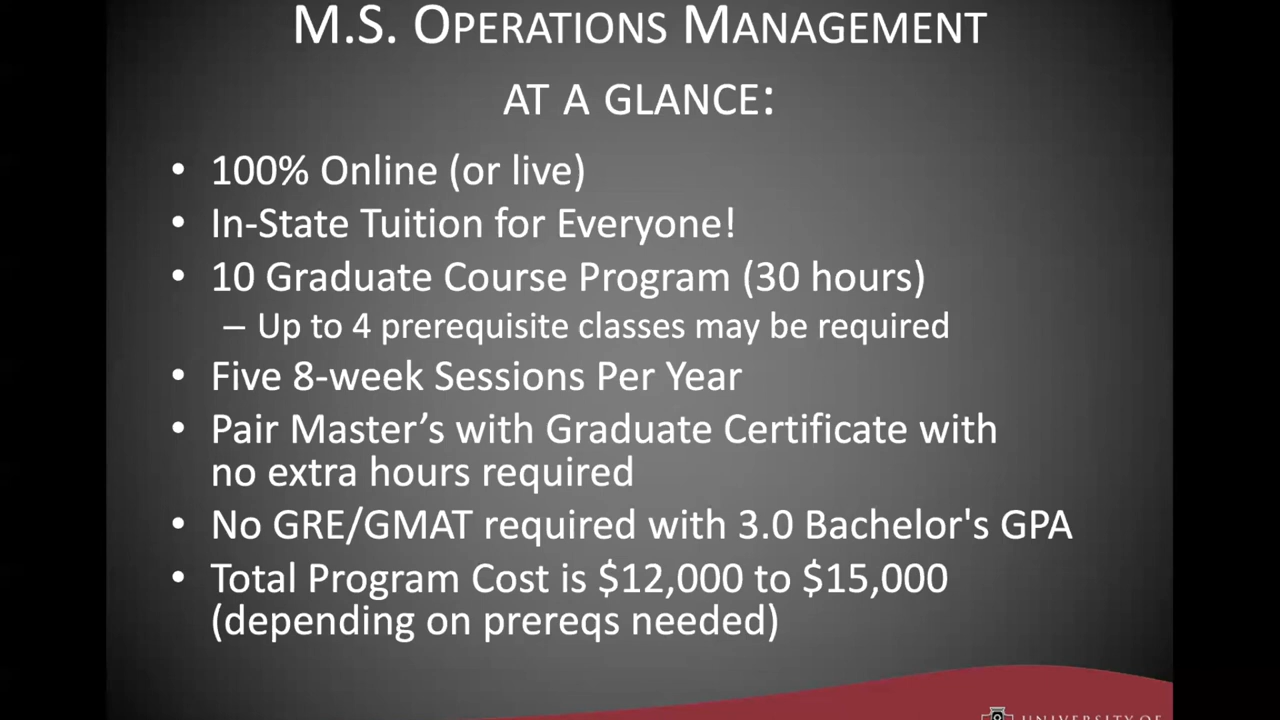 M.S. OPERATIONS MANAGEMENT
AT A GLANCE:
• 100% Online (or live)
• In-State Tuition for Everyone!
• 10 Graduate Course Program (30 hours)
– Up to 4 prerequisite classes may be required
• Five 8-week Sessions Per Year
• Pair Master’s with Graduate Certificate with
no extra hours required
• No GRE/GMAT required with 3.0 Bachelor's GPA
• Total Program Cost is $12,000 to $15,000
(depending on prereqs needed)
UNIVERSITY OF